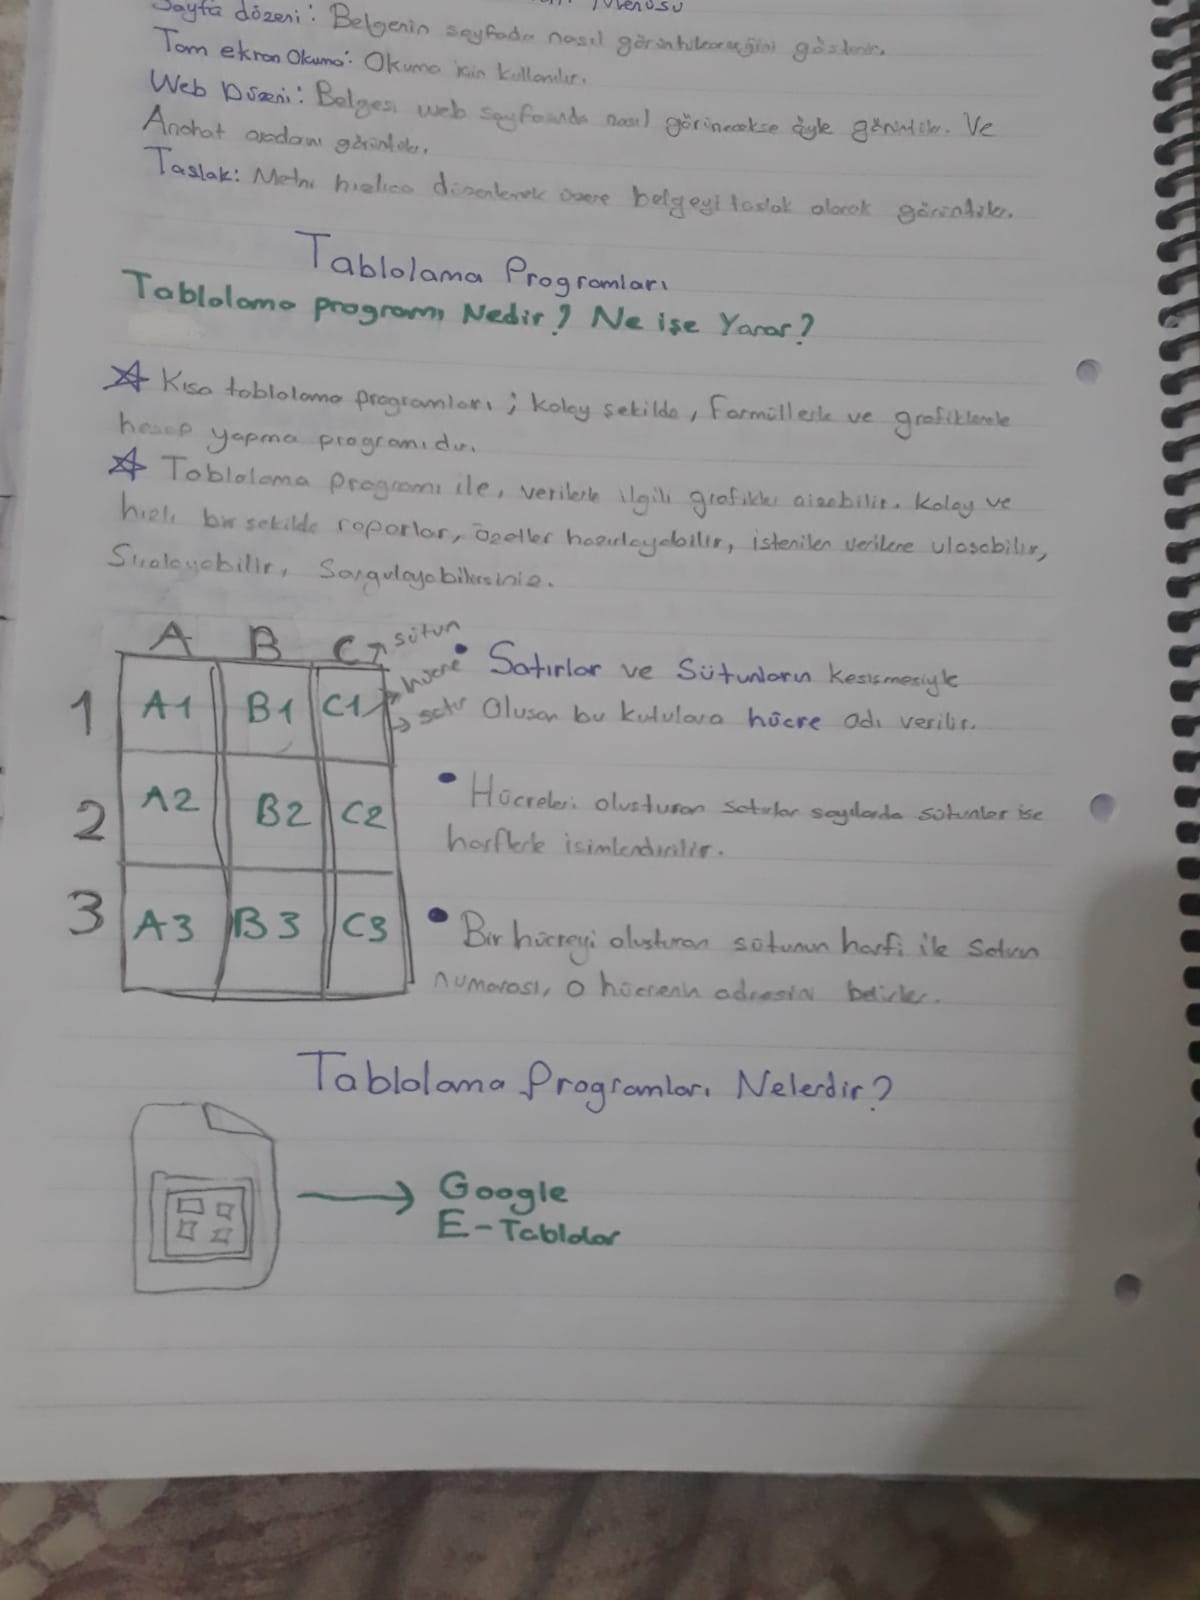 Menüsü
Sayfa düzeni: Belgenin sayfada nasıl görüntüleneceğini gösterir.
Tam ekran Okuma: Okuma için kullanılır.
Web Düzeni: Belgesi web sayfasında nasıl görünecekse öyle görüntüler. Ve
Anahat görüntüler.
Taslak: Metni hızlıca düzenlemek üzere belgeyi taslak olarak görüntüler.
Tablolama Programları
Tablolama programı Nedir? Ne işe Yarar?
Kısa tablolama programları; kolay şekilde, Formüllerle ve grafiklerle
hesap yapma programıdır.
Tablolama programı ile, verilerle ilgili grafikler çizebilir. Kolay ve
hızlı bir şekilde raporlar, özetler hazırlayabilir, istenilen verilere ulaşabilir,
Sıralayabilir, Sorgulayabilirsiniz.
A B C sütun
1 A1 B1 C1 hücre satır
2 A2 B2 C2
3 A3 B3 C3
• Satırlar ve Sütunların Kesişmesiyle
Oluşan bu kutulara hücre adı verilir.
• Hücreleri oluşturan satırlar sayılarla sütunlar ise
harflerle isimlendirilir.
• Bir hücreyi oluşturan sütunun harfi ile Satırın
numarası, o hücrenin adresini belirler.
Tablolama Programları Nelerdir?
Google
E-Tablolar